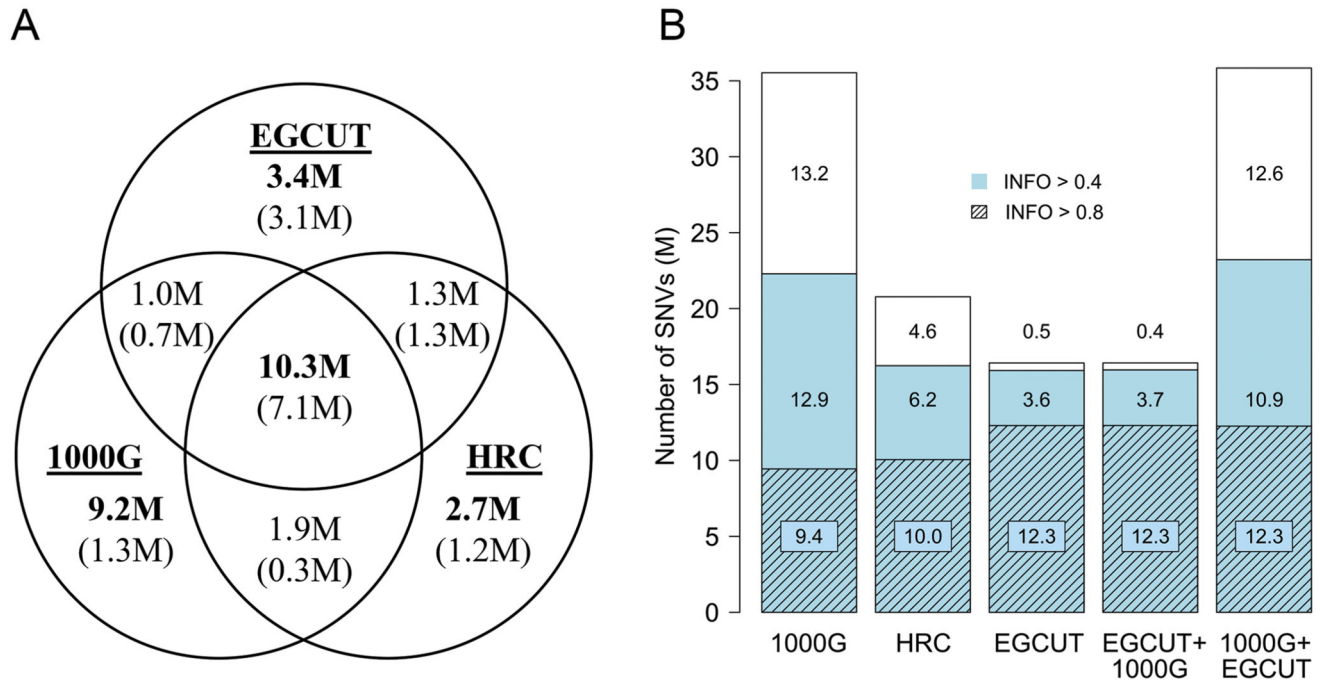 A
EGCUT
3.4M
(3.1M)
1.0M
(0.7M)
1.3M
(1.3M)
10.3M
(7.1M)
1000G
9.2M
(1.3M)
HRC
2.7M
(1.2M)
1.9M
(0.3M)
B
Number of SNVs (M)
35
30
25
20
15
10
5
0
INFO > 0.4
INFO > 0.8
13.2
12.9
9.4
4.6
6.2
10.0
0.5
3.6
12.3
0.4
3.7
12.3
12.6
10.9
12.3
1000G
HRC
EGCUT
EGCUT+
1000G
1000G+
EGCUT